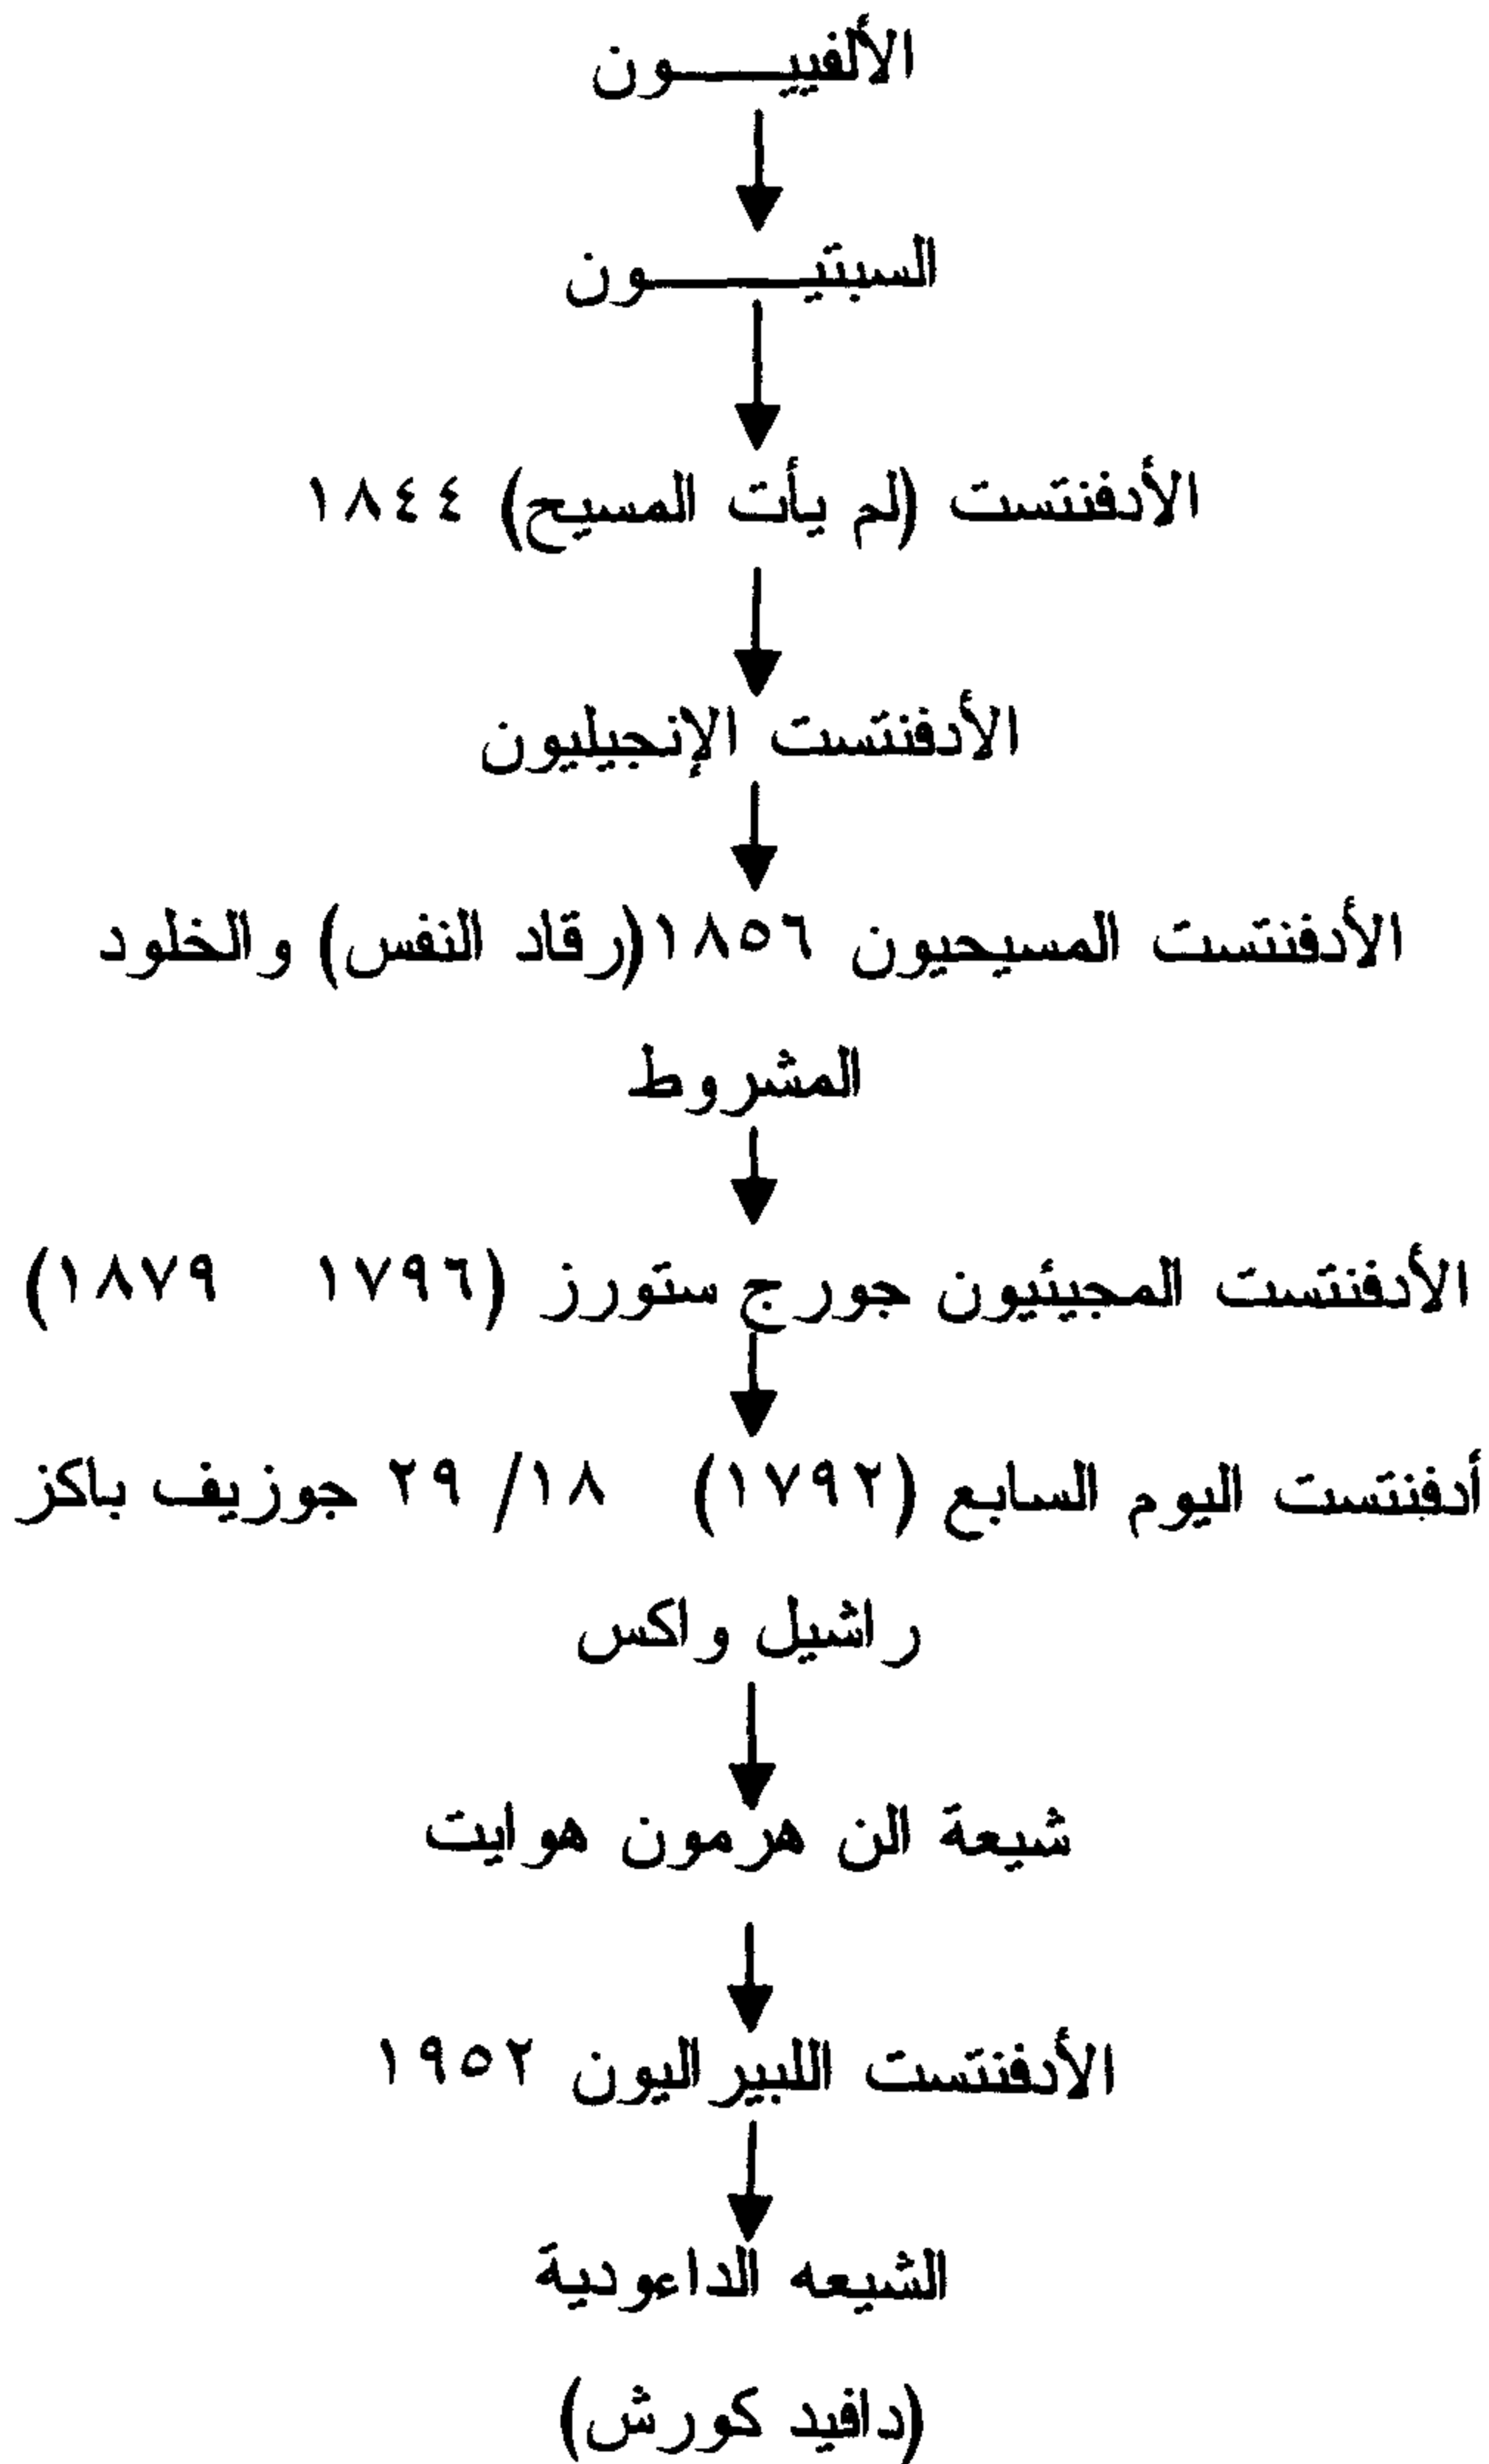 الألفييـــــون
السبتيـــــــون
الأدفنتست (لم يأت المسيح) ١٨٤٤
الأدفنتست الإنجيليون
الأدفنتست المسيحيون ١٨٥٦(رقاد النفس) والخلود
المشروط
الأدفنتست المجيئيون جورج ستورز (١٧٩٦ ١٨٧٩)
أدفنتست اليوم السابع (١٧٩٢) ١٨/ ٢٩ جوزيف باكز
راشيل واكس
شيعة الن هرمون هوايت
الأدفنتست الليبراليون ١٩٥٢
الشيعه الداعودية
(دافيد كورش)